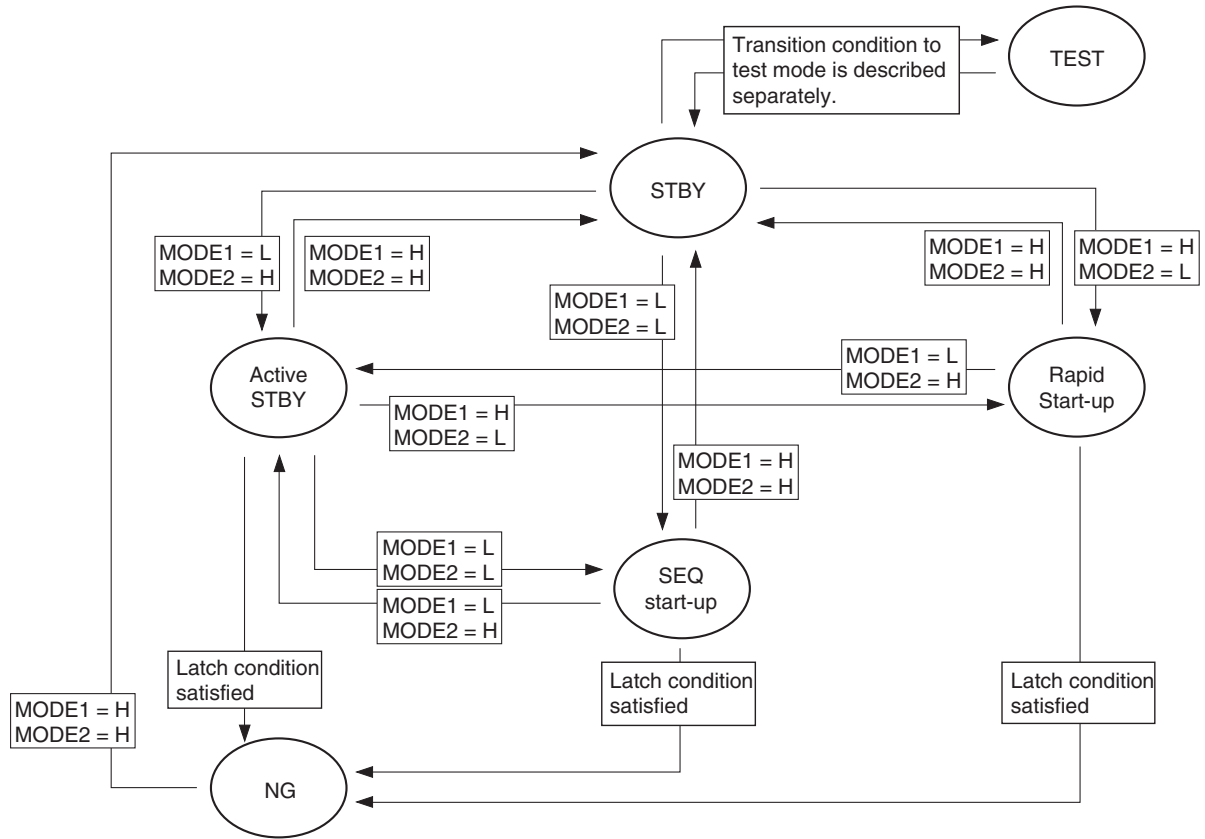 Transition condition to
test mode is described
separately.
TEST
STBY
MODE1 = L
MODE2 = H
MODE1 = H
MODE2 = H
MODE1 = L
MODE2 = L
MODE1 = H
MODE2 = H
MODE1 = H
MODE2 = L
Active
STBY
MODE1 = L
MODE2 = H
Rapid
Start-up
MODE1 = H
MODE2 = L
MODE1 = H
MODE2 = H
MODE1 = L
MODE2 = L
MODE1 = L
MODE2 = H
SEQ
start-up
Latch condition
satisfied
Latch condition
satisfied
Latch condition
satisfied
MODE1 = H
MODE2 = H
NG